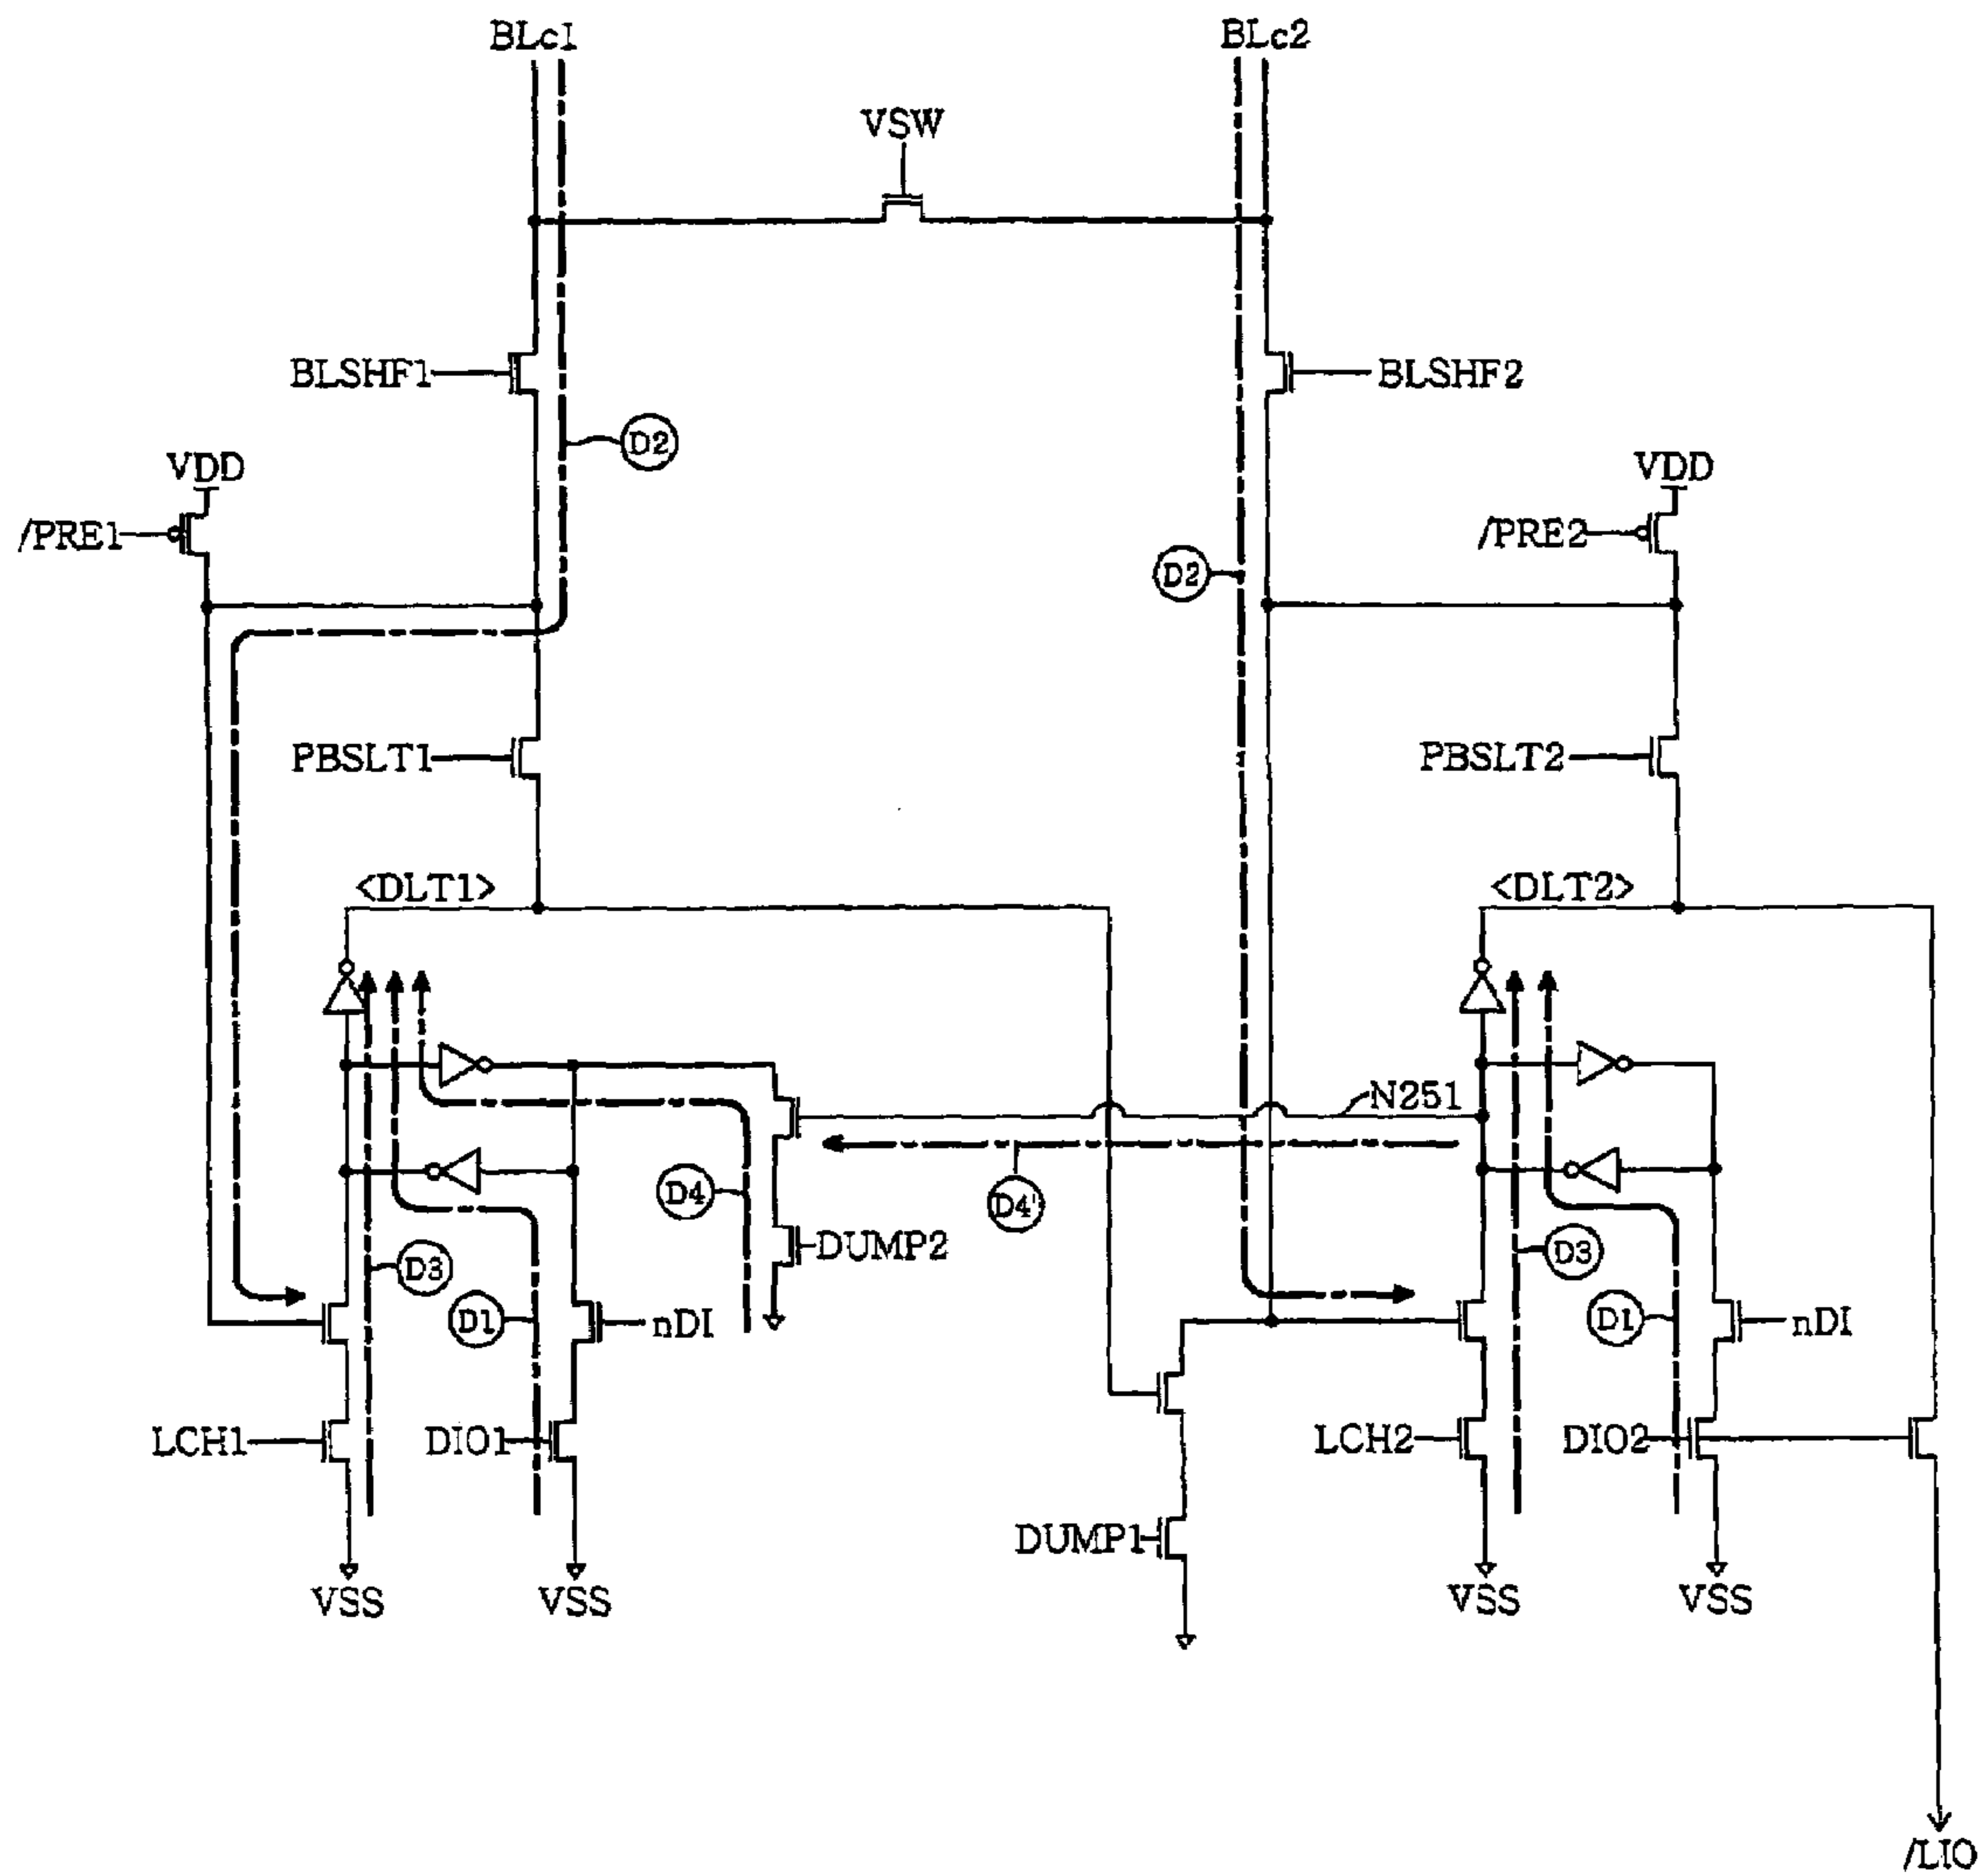 BLc1
BLc2
VSW
BLSHF1
BLSHF2
D2
VDD
VDD
/PRE1
/PRE2
D2
PBSLT1
PBSLT2
<DLT1>
<DLT2>
N251
D4
D4'
DUMP2
D3
D3
D1
nDI
D1
nDI
LCH1
DIO1
LCH2
DIO2
DUMP1
VSS
VSS
VSS
VSS
/LIO